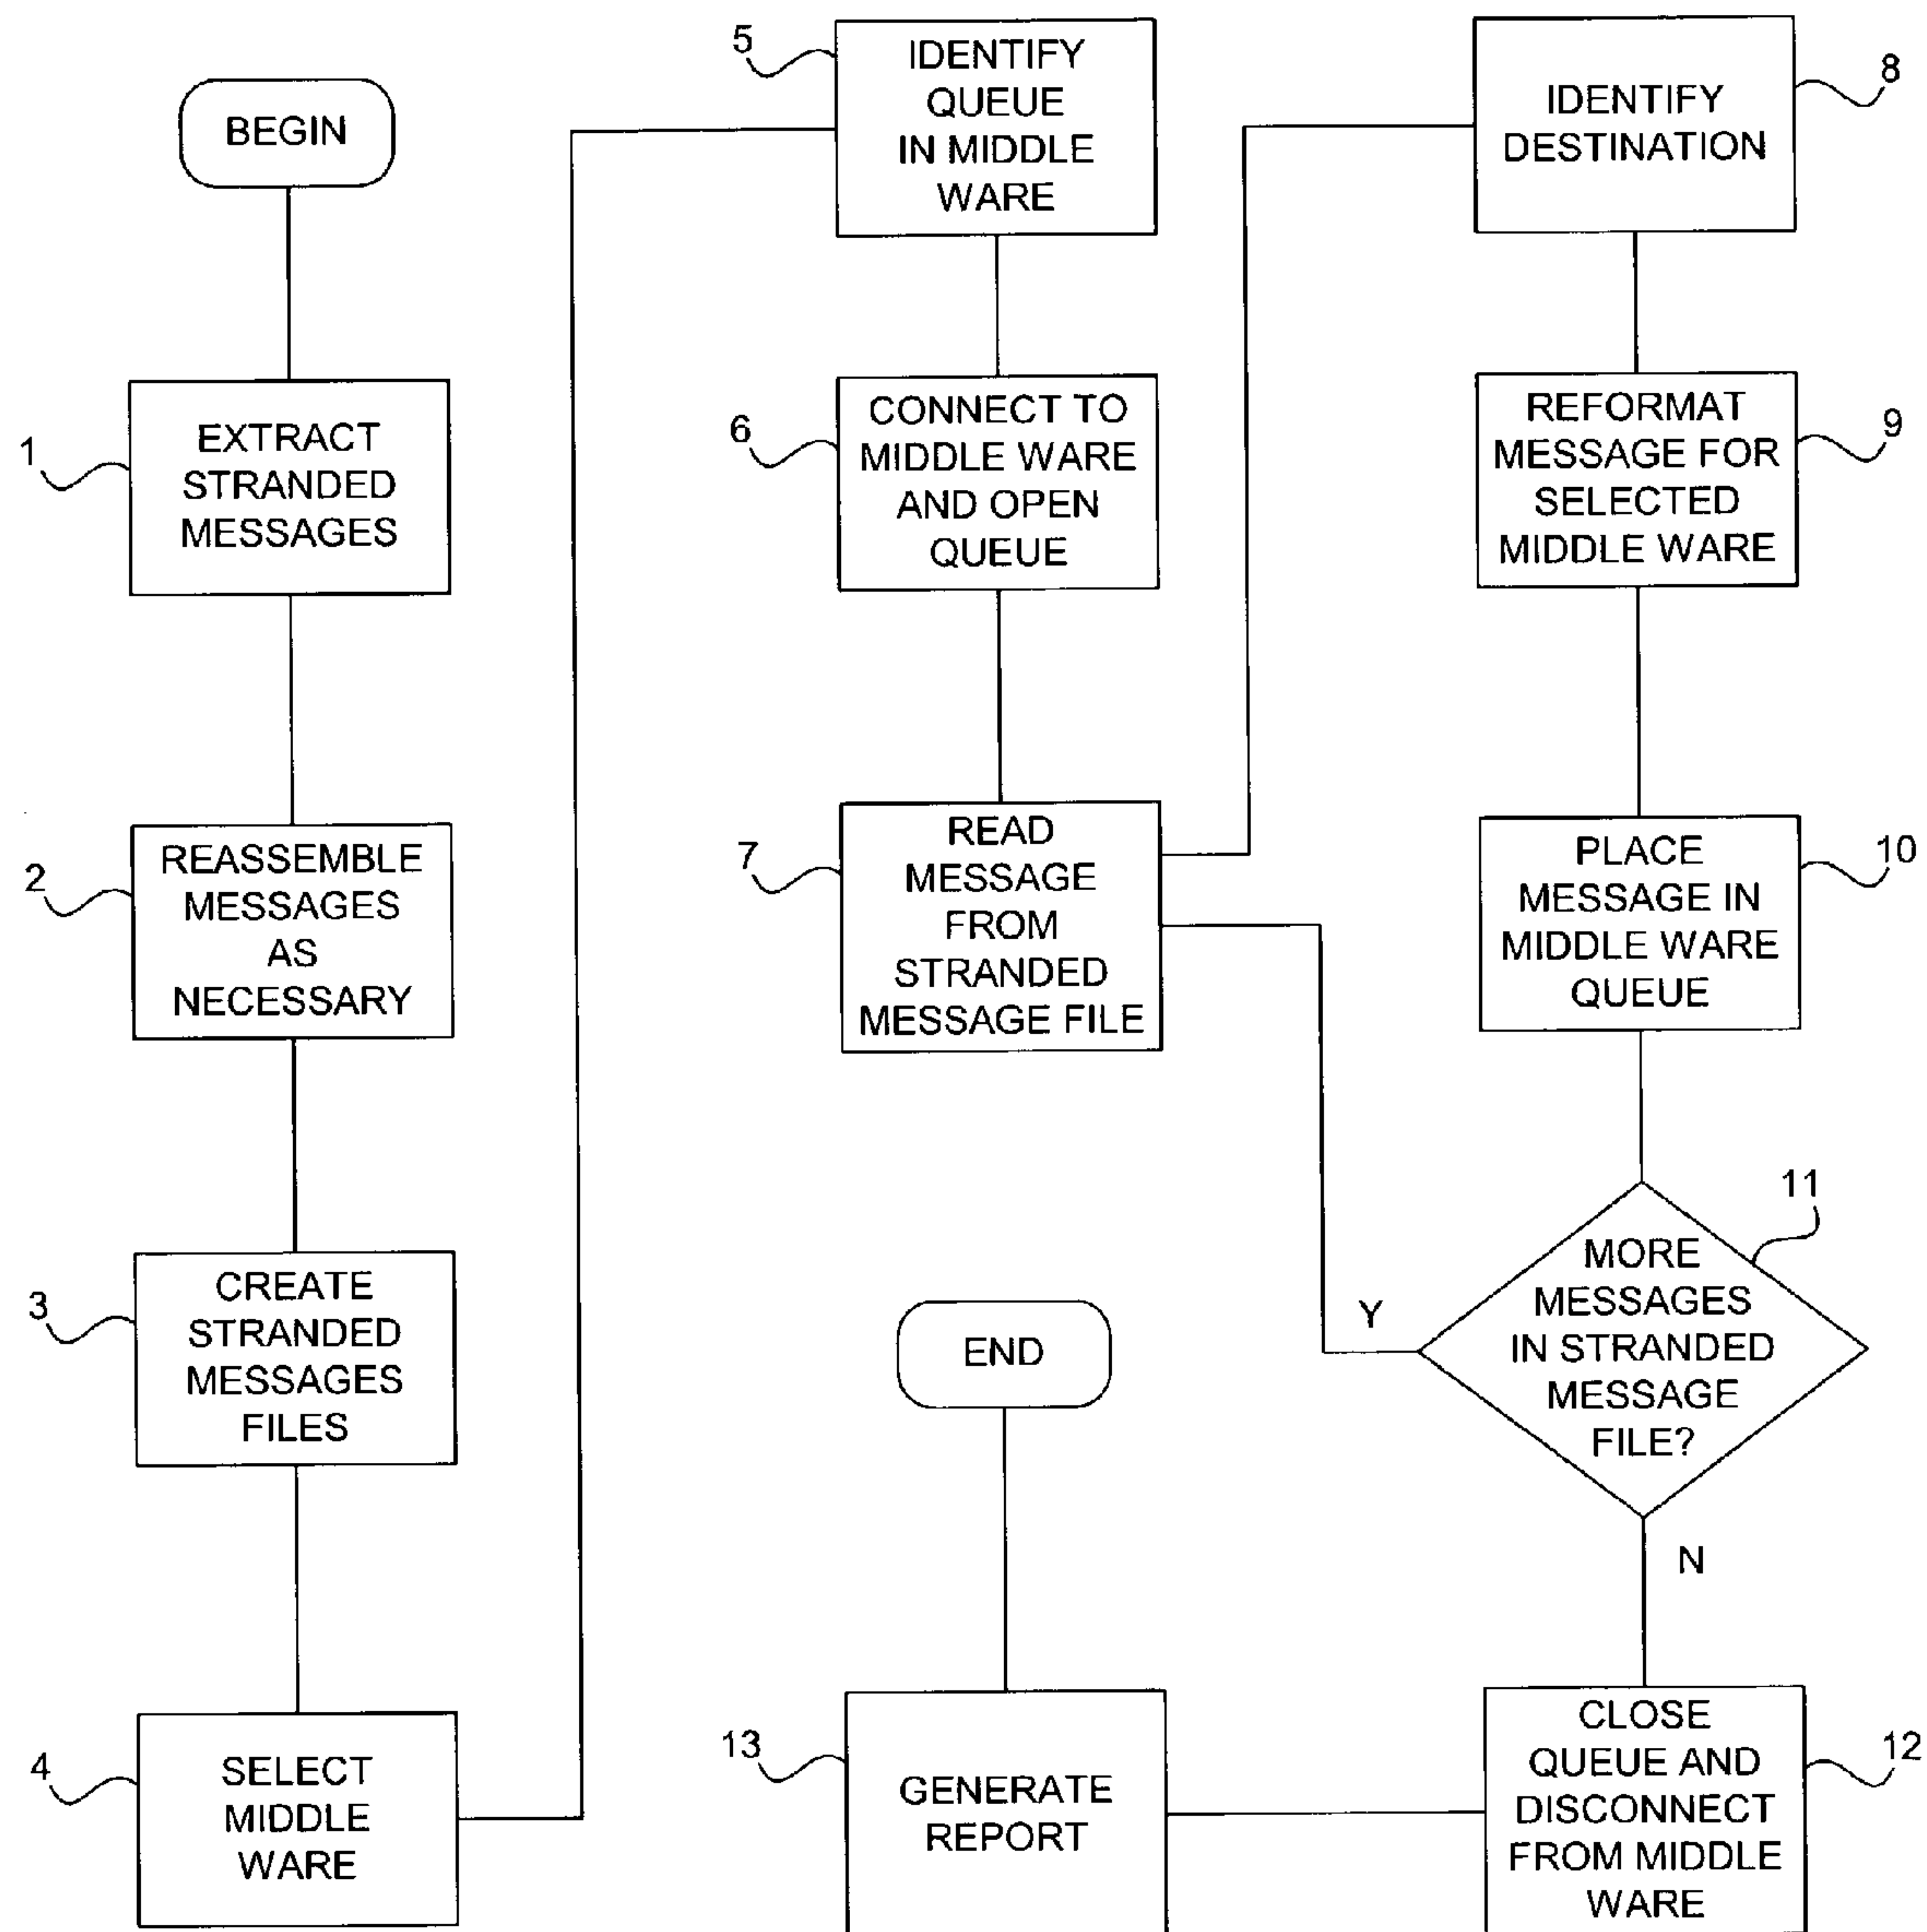 BEGIN
1
EXTRACT
STRANDED
MESSAGES
2
REASSEMBLE
MESSAGES
AS
NECESSARY
3
CREATE
STRANDED
MESSAGES
FILES
4
SELECT
MIDDLE
WARE
5
IDENTIFY
QUEUE
IN MIDDLE
WARE
6
CONNECT TO
MIDDLE WARE
AND OPEN
QUEUE
7
READ
MESSAGE
FROM
STRANDED
MESSAGE FILE
8
IDENTIFY
DESTINATION
9
REFORMAT
MESSAGE FOR
SELECTED
MIDDLE WARE
10
PLACE
MESSAGE IN
MIDDLE WARE
QUEUE
11
MORE
MESSAGES
IN STRANDED
MESSAGE
FILE?
Y
N
12
CLOSE
QUEUE AND
DISCONNECT
FROM MIDDLE
WARE
13
GENERATE
REPORT
END